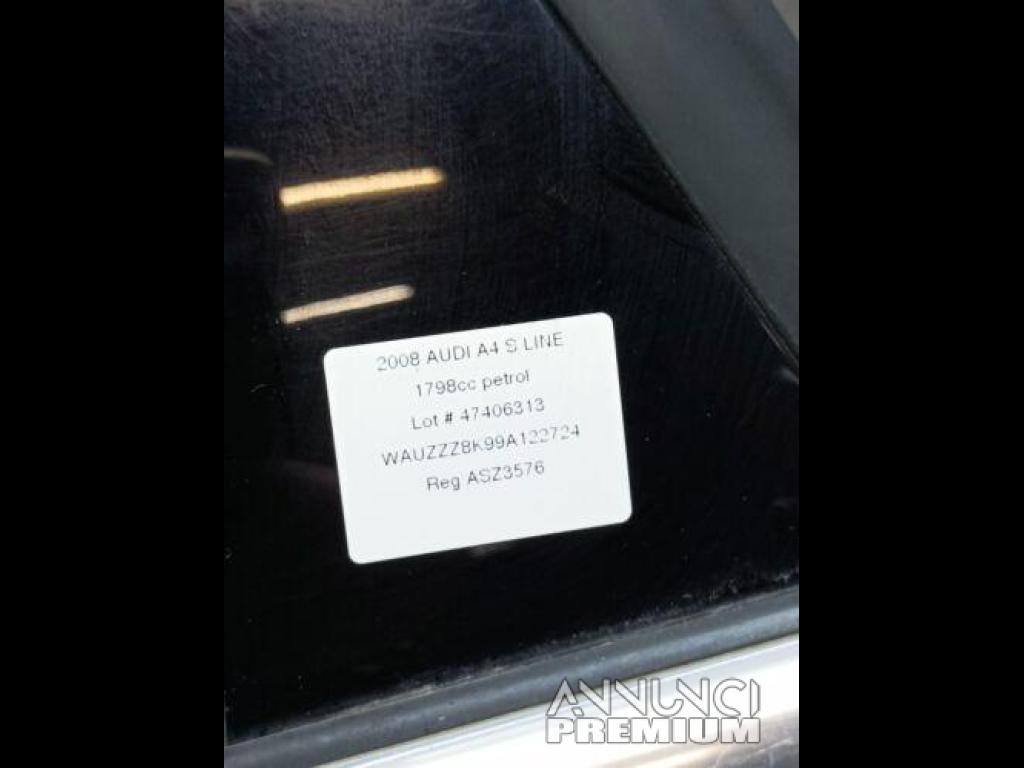 2008 AUDI A4 S LINE
1798cc petrol
Lot # 47406313
WAUZZZ8K99A122724
Reg ASZ3576
ANNUNCI
PREMIUM